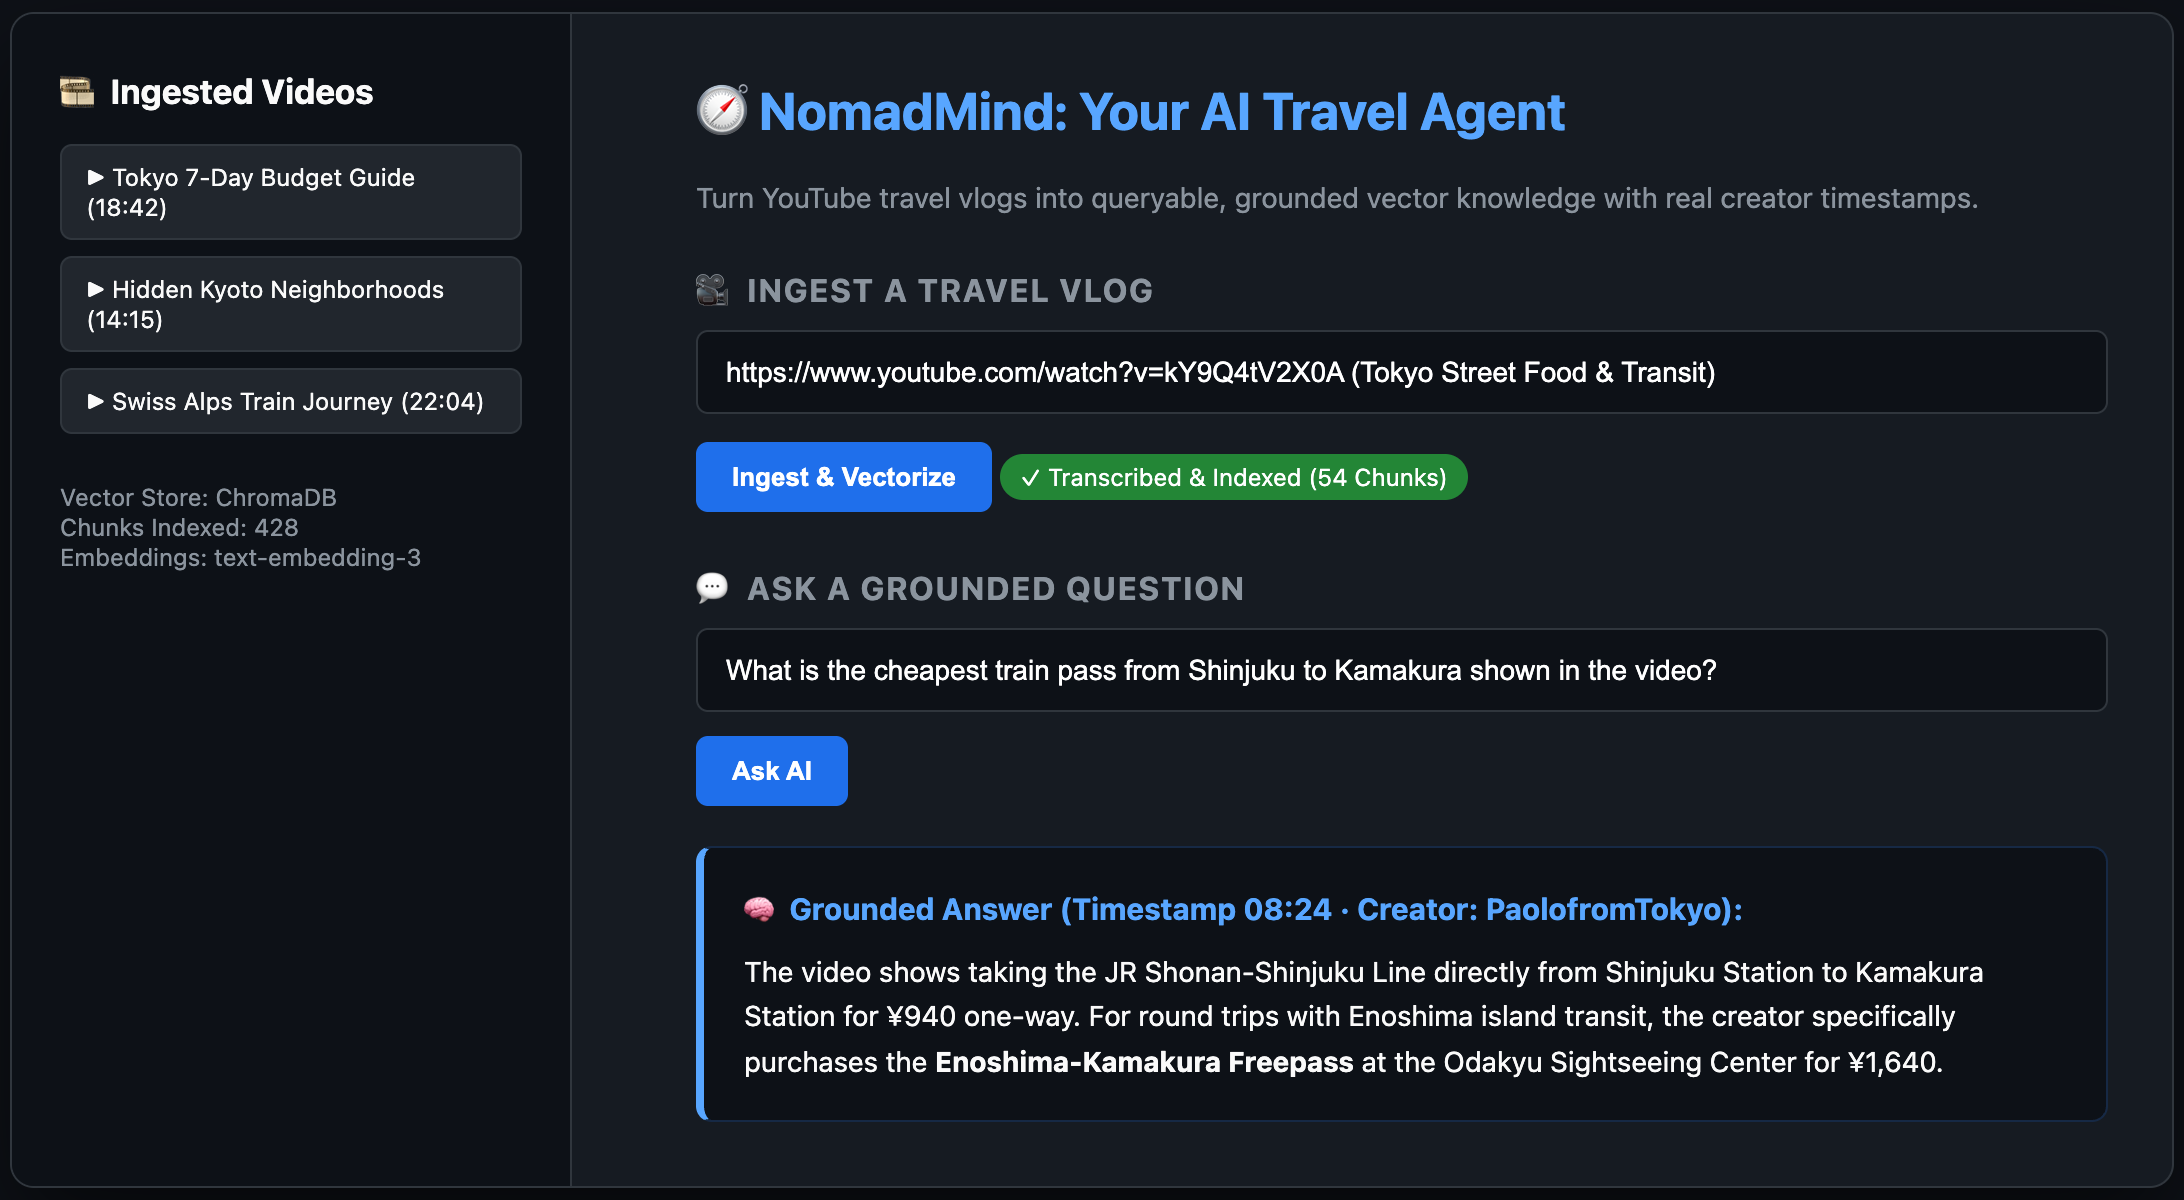 Ingested Videos
▶ Tokyo 7-Day Budget Guide
(18:42)
▶ Hidden Kyoto Neighborhoods
(14:15)
▶ Swiss Alps Train Journey (22:04)
Vector Store: ChromaDB
Chunks Indexed: 428
Embeddings: text-embedding-3
NomadMind: Your AI Travel Agent
Turn YouTube travel vlogs into queryable, grounded vector knowledge with real creator timestamps.
INGEST A TRAVEL VLOG
https://www.youtube.com/watch?v=kY9Q4tV2X0A (Tokyo Street Food & Transit)
Ingest & Vectorize
✓ Transcribed & Indexed (54 Chunks)
ASK A GROUNDED QUESTION
What is the cheapest train pass from Shinjuku to Kamakura shown in the video?
Ask AI
Grounded Answer (Timestamp 08:24 · Creator: PaolofromTokyo):
The video shows taking the JR Shonan-Shinjuku Line directly from Shinjuku Station to Kamakura
Station for ¥940 one-way. For round trips with Enoshima island transit, the creator specifically
purchases the Enoshima-Kamakura Freepass at the Odakyu Sightseeing Center for ¥1,640.